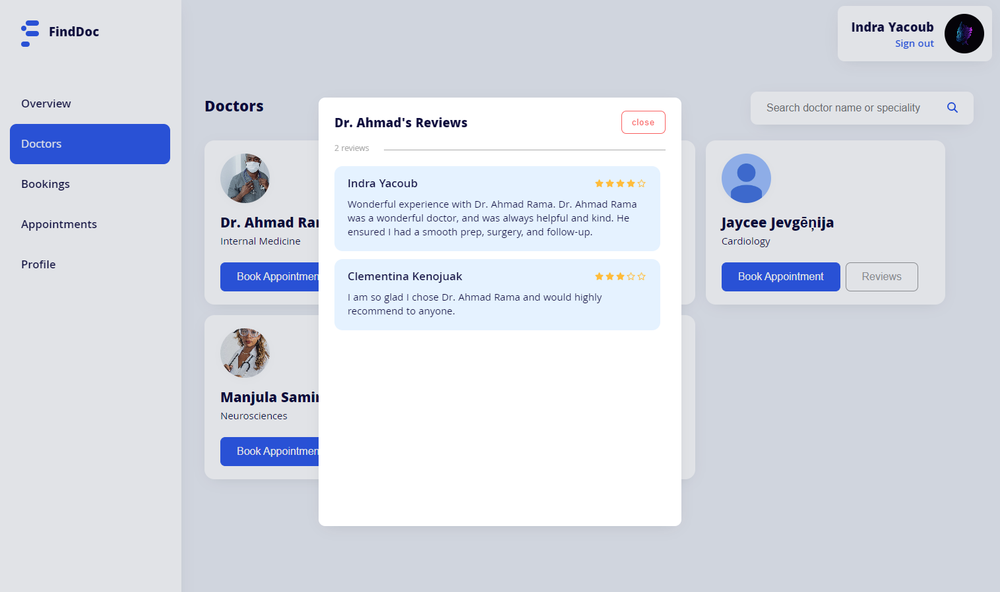 FindDoc
Indra Yacoub
Sign out
Overview
Doctors
Bookings
Appointments
Profile
Doctors
Search doctor name or speciality
Dr. Ahmad's Reviews
close
2 reviews
Indra Yacoub
Wonderful experience with Dr. Ahmad Rama. Dr. Ahmad Rama
was a wonderful doctor, and was always helpful and kind. He
ensured I had a smooth prep, surgery, and follow-up.
Clementina Kenojuak
I am so glad I chose Dr. Ahmad Rama and would highly
recommend to anyone.
Dr. Ahmad
Internal Medicine
Book
Jaycee Jevgēņija
Cardiology
Book Appointment
Reviews
Manjula
Neurosciences
Book